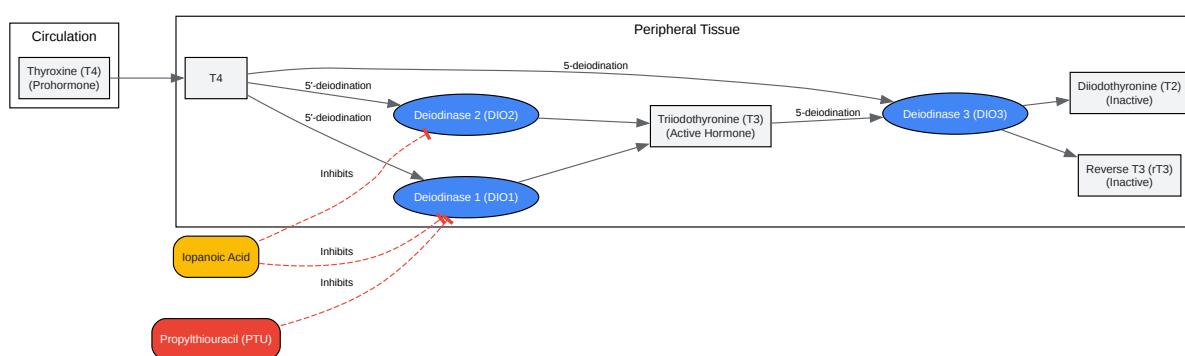 Circulation
Thyroxine (T4)
(Prohormone)
Peripheral Tissue
T4
5-deiodination
5'-deiodination
5'-deiodination
Deiodinase 2 (DIO2)
Deiodinase 1 (DIO1)
Triiodothyronine (T3)
(Active Hormone)
5-deiodination
Deiodinase 3 (DIO3)
Diiodothyronine (T2)
(Inactive)
Reverse T3 (rT3)
(Inactive)
Inhibits
Iopanoic Acid
Inhibits
Inhibits
Propylthiouracil (PTU)